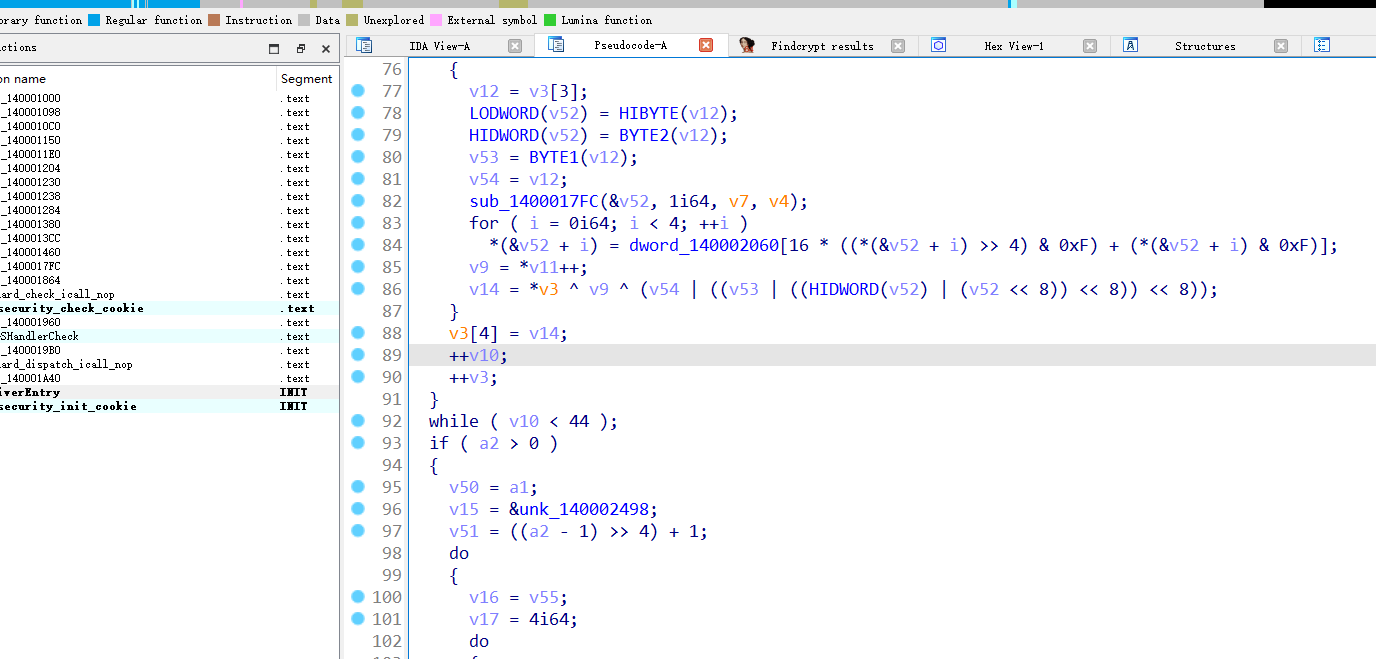 orary function Regular function Instruction Data Unexplored External symbol Lumina function
ctions
IDA View-A Pseudocode-A Findcrypt results Hex View-1 Structures
on name Segment
_140001000 .text
_140001098 .text
_1400010C0 .text
_140001150 .text
_1400011E0 .text
_140001204 .text
_140001230 .text
_140001238 .text
_140001284 .text
_140001380 .text
_1400013CC .text
_140001460 .text
_1400017FC .text
_140001864 .text
ard_check_icall_nop .text
security_check_cookie .text
_140001960 .text
SHandlerCheck .text
_1400019B0 .text
ard_dispatch_icall_nop .text
_140001A40 .text
iverEntry INIT
security_init_cookie INIT
76 {
77 v12 = v3[3];
78 LODWORD(v52) = HIBYTE(v12);
79 HIDWORD(v52) = BYTE2(v12);
80 v53 = BYTE1(v12);
81 v54 = v12;
82 sub_1400017FC(&v52, 1i64, v7, v4);
83 for ( i = 0i64; i < 4; ++i )
84 *(&v52 + i) = dword_140002060[16 * ((*(&v52 + i) >> 4) & 0xF) + (*(&v52 + i) & 0xF)];
85 v9 = *v11++;
86 v14 = *v3 ^ v9 ^ (v54 | ((v53 | ((HIDWORD(v52) | (v52 << 8)) << 8)) << 8));
87 }
88 v3[4] = v14;
89 ++v10;
90 ++v3;
91 }
92 while ( v10 < 44 );
93 if ( a2 > 0 )
94 {
95 v50 = a1;
96 v15 = &unk_140002498;
97 v51 = ((a2 - 1) >> 4) + 1;
98 do
99 {
100 v16 = v55;
101 v17 = 4i64;
102 do